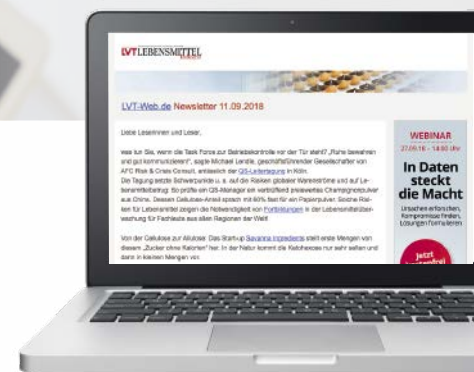 LVT LEBENSMITTEL
LVT-Web.de Newsletter 11.09.2018
Liebe Leserinnen und Leser,
was tun Sie, wenn die Task Force zur Betriebskontrolle vor der Tür steht? „Ruhe bewahren
und gut kommunizieren", sagte Michael Lendle, geschäftsführender Gesellschafter von
AFC Risk & Crisis Consult, anlässlich der QS-Leitertagung in Köln.
Die Tagung setzte Schwerpunkte u. a. auf die Risiken globaler Warenströme und auf Le-
bensmittelbetrug: So prüfte ein QS-Manager ein verblüffend preiswertes Champignonpulver
aus China. Dessen Cellulose-Anteil sprach mit 60% fast für ein Papierpulver. Solche Risi-
ken für Lebensmittel zeigen die Notwendigkeit von Fortbildungen in der Lebensmittelüber-
wachung für Fachleute aus allen Regionen der Welt!
Von der Cellulose zur Allulose: Das Startup Savanna Ingredients stellt erste Mengen von
diesem „Zucker ohne Kalorien" her. In der Natur kommt die Ketohexose nur sehr selten und
dann in kleinen Mengen vor.
WEBINAR
27.09.18 - 14:00 Uhr
In Daten
steckt
die Macht
Ursachen erforschen,
Kompromisse finden,
Lösungen formulieren
Jetzt